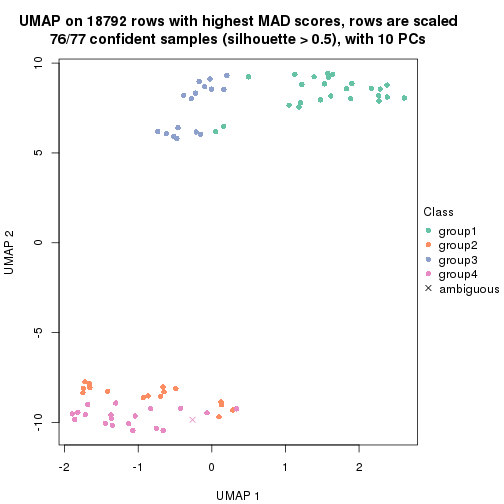 UMAP on 18792 rows with highest MAD scores, rows are scaled
76/77 confident samples (silhouette > 0.5), with 10 PCs
10
5
0
-5
-10
UMAP 2
-2
-1
0
1
2
UMAP 1
Class
group1
group2
group3
group4
ambiguous